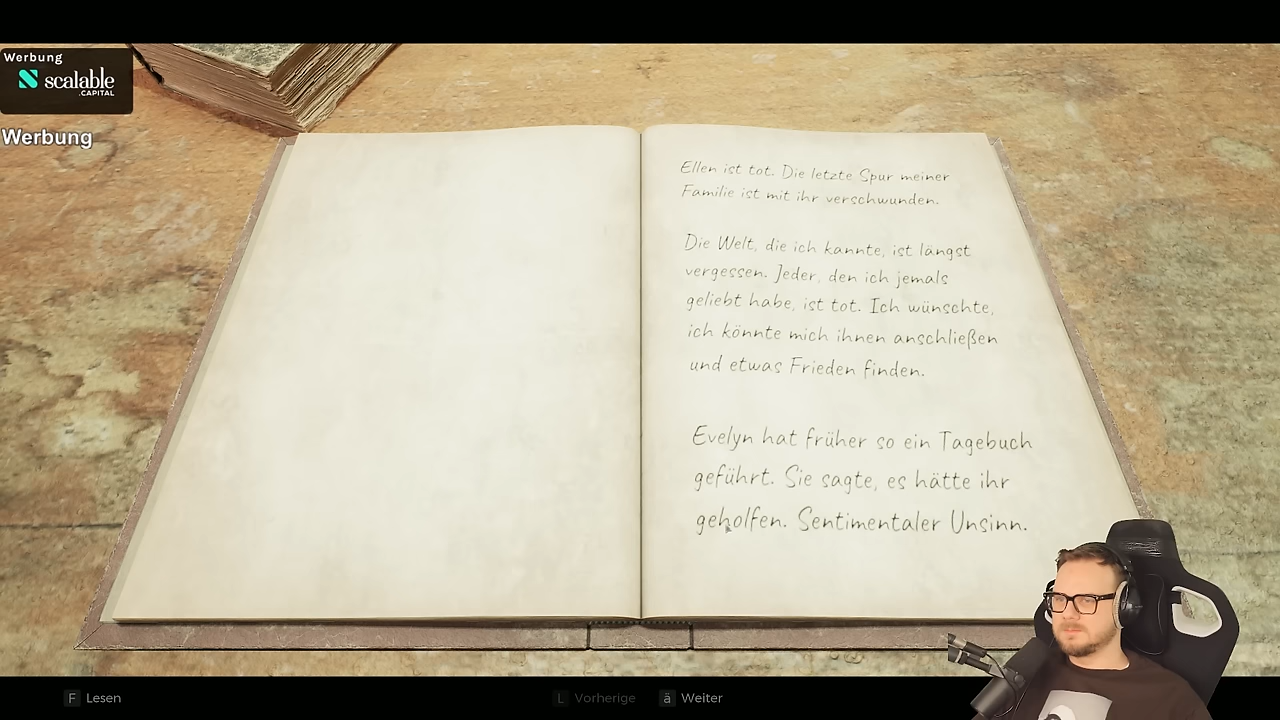 Werbung
scalable
.CAPITAL
Werbung
Ellen ist tot. Die letzte Spur meiner
Familie ist mit ihr verschwunden.
Die Welt, die ich kannte, ist längst
vergessen. Jeder, den ich jemals
geliebt habe, ist tot. Ich wünschte,
ich könnte mich ihnen anschließen
und etwas Frieden finden.
Evelyn hat früher so ein Tagebuch
geführt. Sie sagte, es hätte ihr
geholfen. Sentimentaler Unsinn.
F Lesen
L Vorherige
ä Weiter